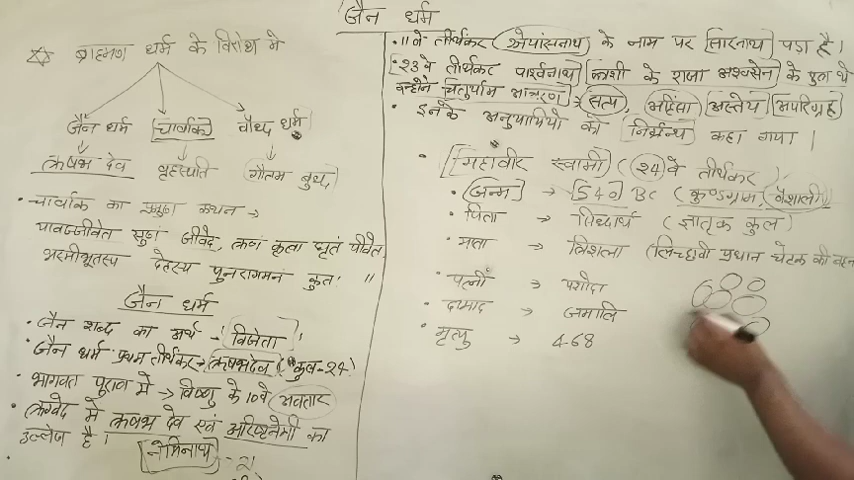 जैन धर्म
ब्राह्मण धर्म के विरोध मे
जैन धर्म चार्वाक बौध्द धर्म
ऋषभ देव वृहस्पति गौतम बुध्द
• चार्वाक का कथन →
यावज्जीवेत सुखं जीवेद, ऋणं कृत्वा घृतं पीवेत,
भस्मीभूतस्य देहस्य पुनरागमनं कुतः ॥
जैन धर्म
• जैन शब्द का अर्थ - विजेता
• जैन धर्म प्रथम तीर्थंकर → ऋषभदेव (कुल-24)
• भागवत पुराण मे → विष्णु के 10वे अवतार
• ऋग्वेद मे ऋषभ देव एवं अरिष्टनेमी का
उल्लेख है।
नेमिनाथ - 21
• 11वे तीर्थंकर श्रेयांसनाथ के नाम पर सारनाथ पड़ा है।
• 23वे तीर्थंकर पार्श्वनाथ काशी के राजा अश्वसेन के पुत्र थे
इन्होने चतुर्याम आचरण → सत्य, अहिंसा अस्तेय अपरिग्रह
• इनके अनुयायियो को निर्ग्रन्थ कहा गया।
• महावीर स्वामी (24वे तीर्थंकर)
• जन्म → 540 BC (कुण्डग्राम, वैशाली)
• पिता → सिध्दार्थ (ज्ञातृक कुल)
• माता → त्रिशला (लिच्छवी प्रधान चेटक की बहन
पत्नी → यशोदा
• दामाद → जमालि
• मृत्यु → 468